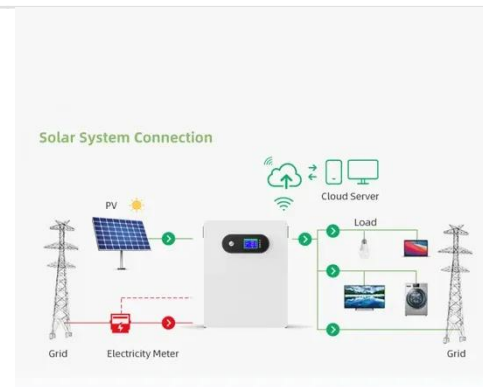 Solar System Connection
Cloud Server
PV
Load
Grid
Electricity Meter
Grid